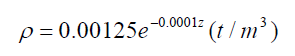 ρ = 0.00125e^{-0.0001z} (t / m³)